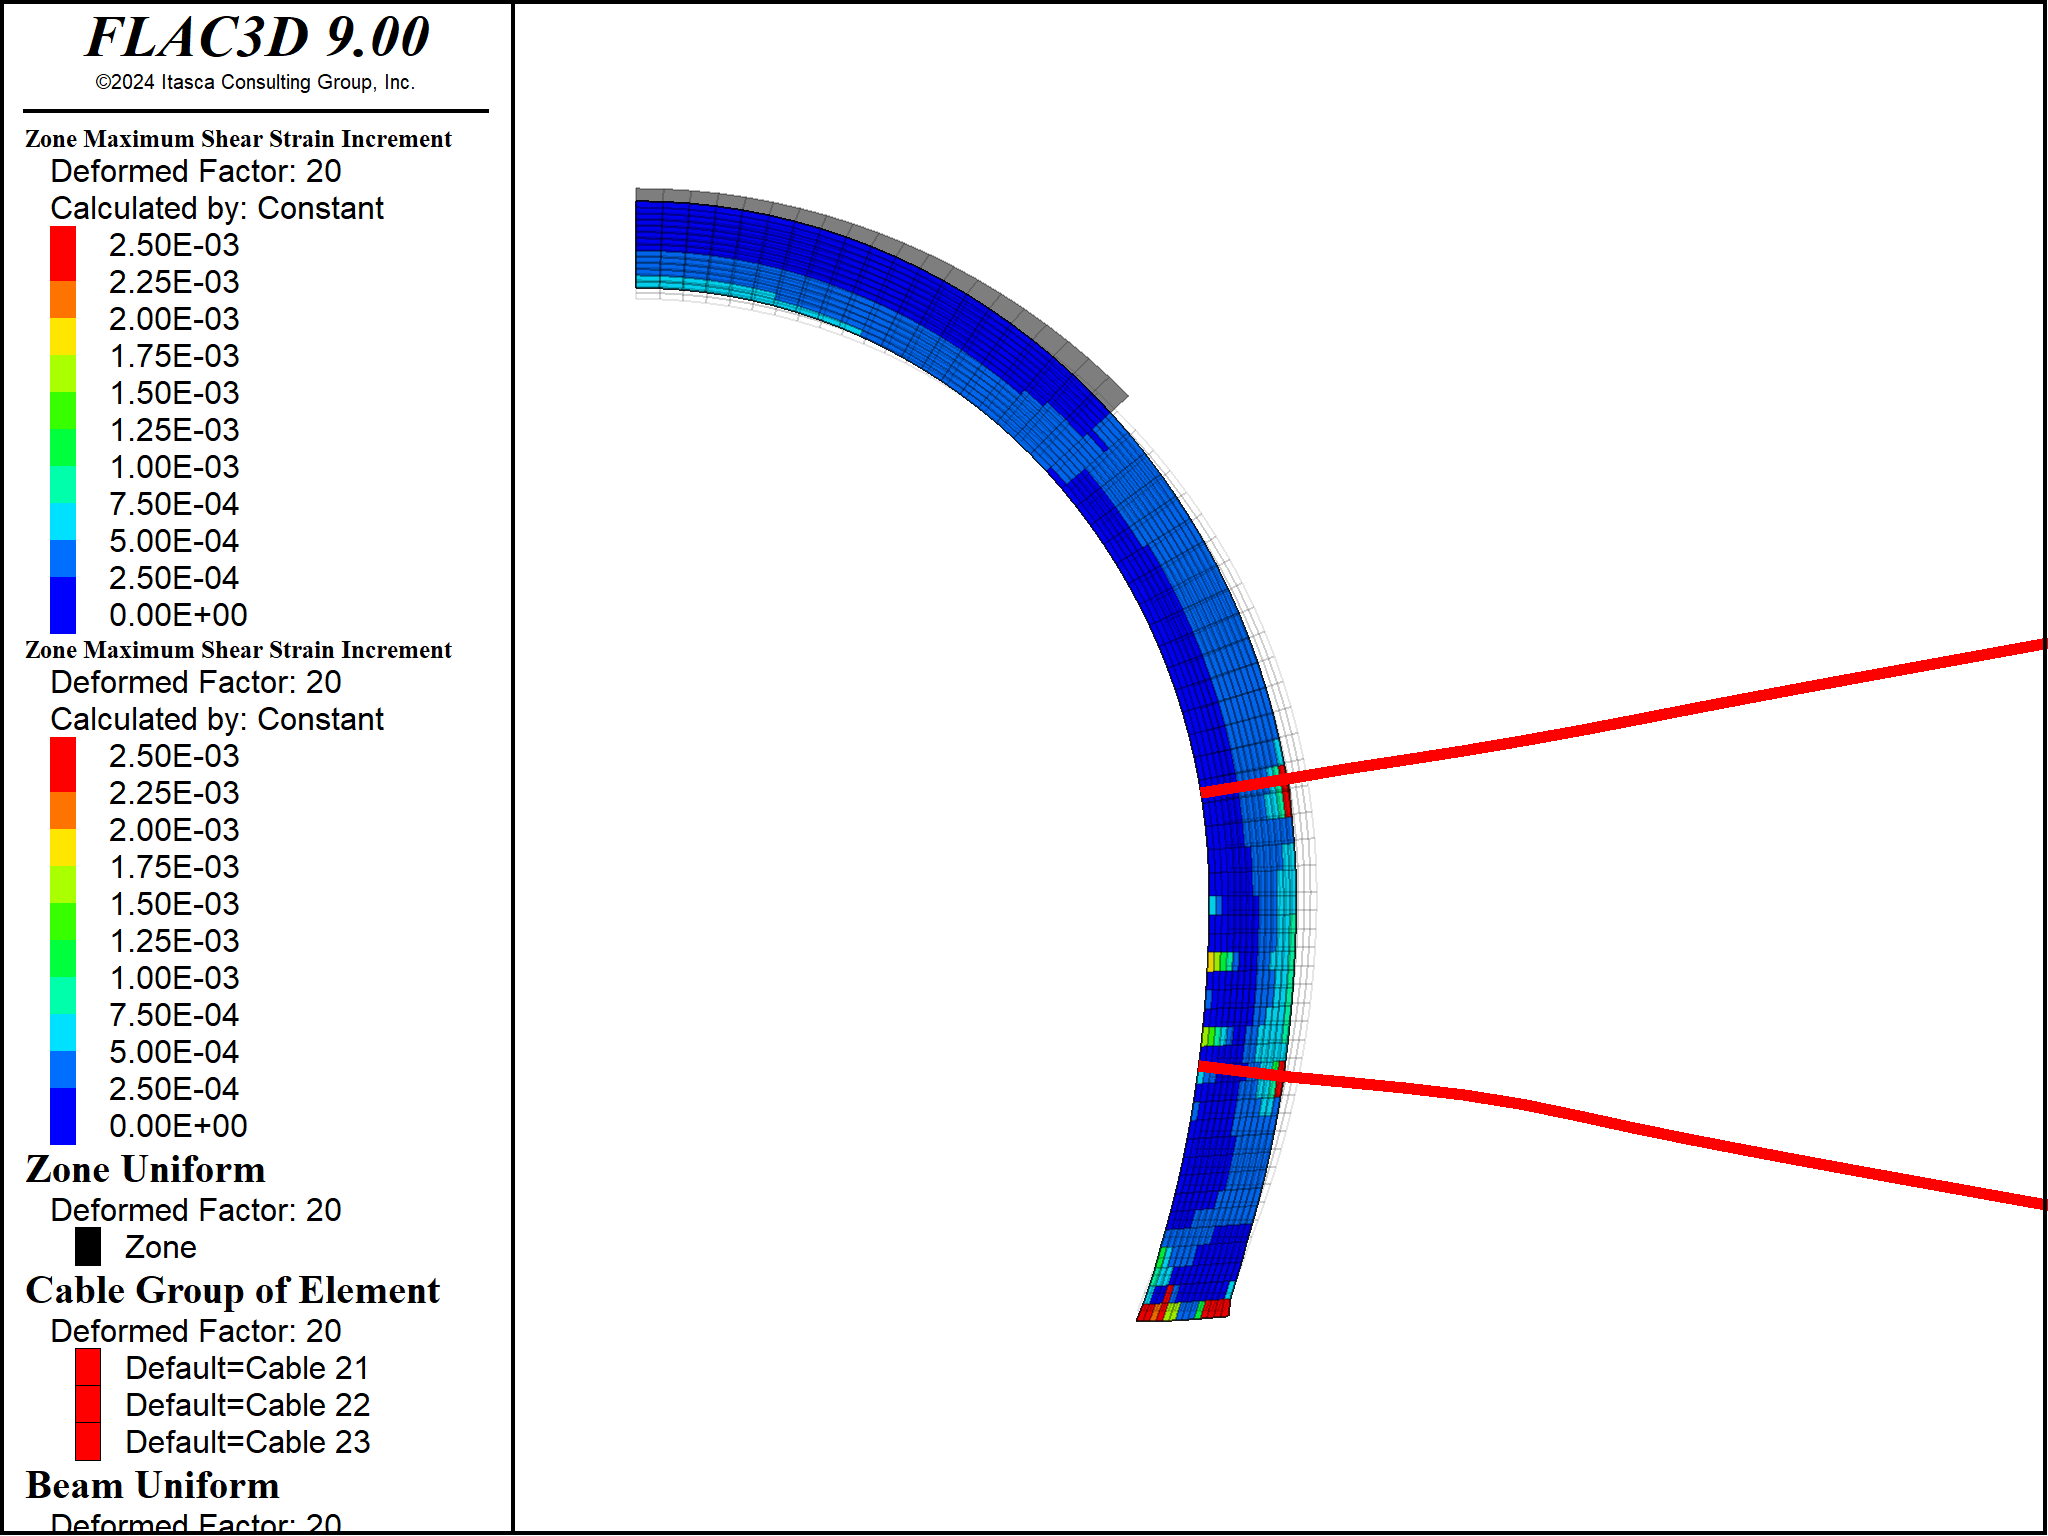 FLAC3D 9.00
©2024 Itasca Consulting Group, Inc.
Zone Maximum Shear Strain Increment
Deformed Factor: 20
Calculated by: Constant
2.50E-03
2.25E-03
2.00E-03
1.75E-03
1.50E-03
1.25E-03
1.00E-03
7.50E-04
5.00E-04
2.50E-04
0.00E+00
Zone Maximum Shear Strain Increment
Deformed Factor: 20
Calculated by: Constant
2.50E-03
2.25E-03
2.00E-03
1.75E-03
1.50E-03
1.25E-03
1.00E-03
7.50E-04
5.00E-04
2.50E-04
0.00E+00
Zone Uniform
Deformed Factor: 20
Zone
Cable Group of Element
Deformed Factor: 20
Default=Cable 21
Default=Cable 22
Default=Cable 23
Beam Uniform
Deformed Factor: 20